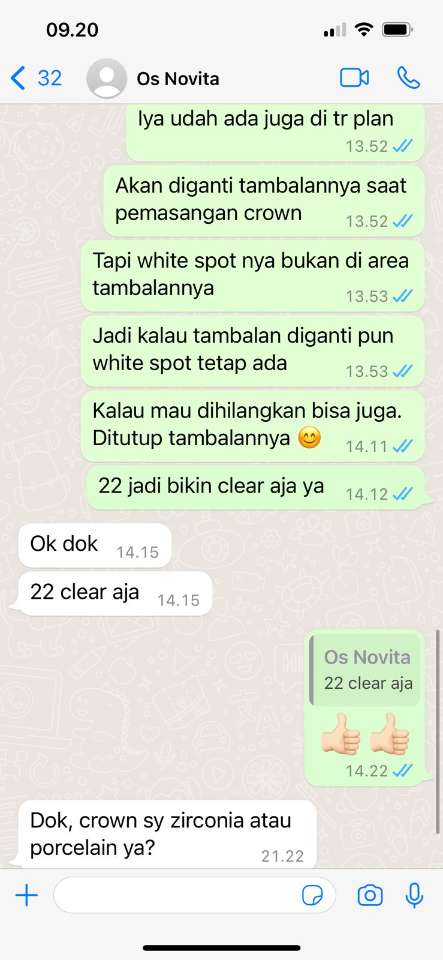 09.20
32
Os Novita
Iya udah ada juga di tr plan
13.52
Akan diganti tambalannya saat
pemasangan crown
13.52
Tapi white spot nya bukan di area
tambalannya
13.53
Jadi kalau tambalan diganti pun
white spot tetap ada
13.53
Kalau mau dihilangkan bisa juga.
Ditutup tambalannya 😊
14.11
22 jadi bikin clear aja ya
14.12
Ok dok
14.15
22 clear aja
14.15
Os Novita
22 clear aja
👍🏻 👍🏻
14.22
Dok, crown sy zirconia atau
porcelain ya?
21.22